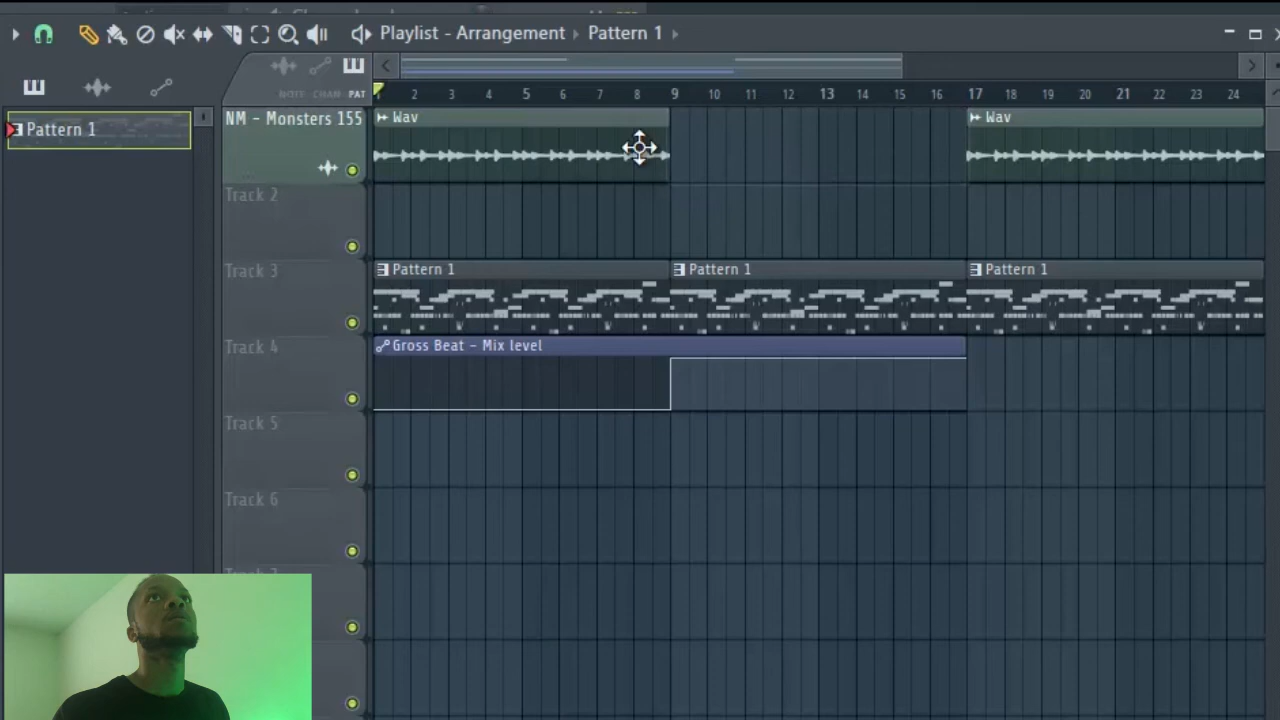 Playlist - Arrangement › Pattern 1 ›
NOTE CHAN PAT
1 2 3 4 5 6 7 8 9 10 11 12 13 14 15 16 17 18 19 20 21 22 23 24
Pattern 1
NM - Monsters 155
Wav
Wav
Track 2
Track 3
Pattern 1
Pattern 1
Pattern 1
Track 4
Gross Beat - Mix level
Track 5
Track 6